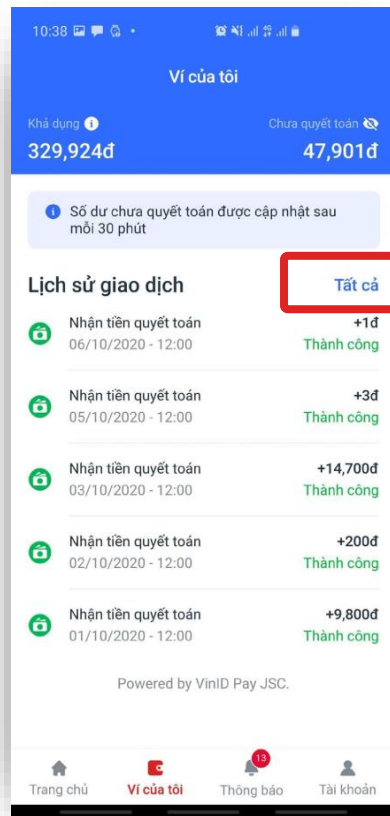 10:38
Ví của tôi
Khả dụng
Chưa quyết toán
329,924đ
47,901đ
Số dư chưa quyết toán được cập nhật sau
mỗi 30 phút
Lịch sử giao dịch
Tất cả
Nhận tiền quyết toán
+1đ
06/10/2020 - 12:00
Thành công
Nhận tiền quyết toán
+3đ
05/10/2020 - 12:00
Thành công
Nhận tiền quyết toán
+14,700đ
03/10/2020 - 12:00
Thành công
Nhận tiền quyết toán
+200đ
02/10/2020 - 12:00
Thành công
Nhận tiền quyết toán
+9,800đ
01/10/2020 - 12:00
Thành công
Powered by VinID Pay JSC.
13
Trang chủ
Ví của tôi
Thông báo
Tài khoản